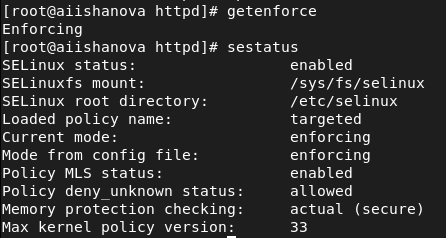 [root@aiishanova httpd]# getenforce
Enforcing
[root@aiishanova httpd]# sestatus
SELinux status:                 enabled
SELinuxfs mount:                /sys/fs/selinux
SELinux root directory:         /etc/selinux
Loaded policy name:             targeted
Current mode:                   enforcing
Mode from config file:          enforcing
Policy MLS status:              enabled
Policy deny_unknown status:     allowed
Memory protection checking:     actual (secure)
Max kernel policy version:      33